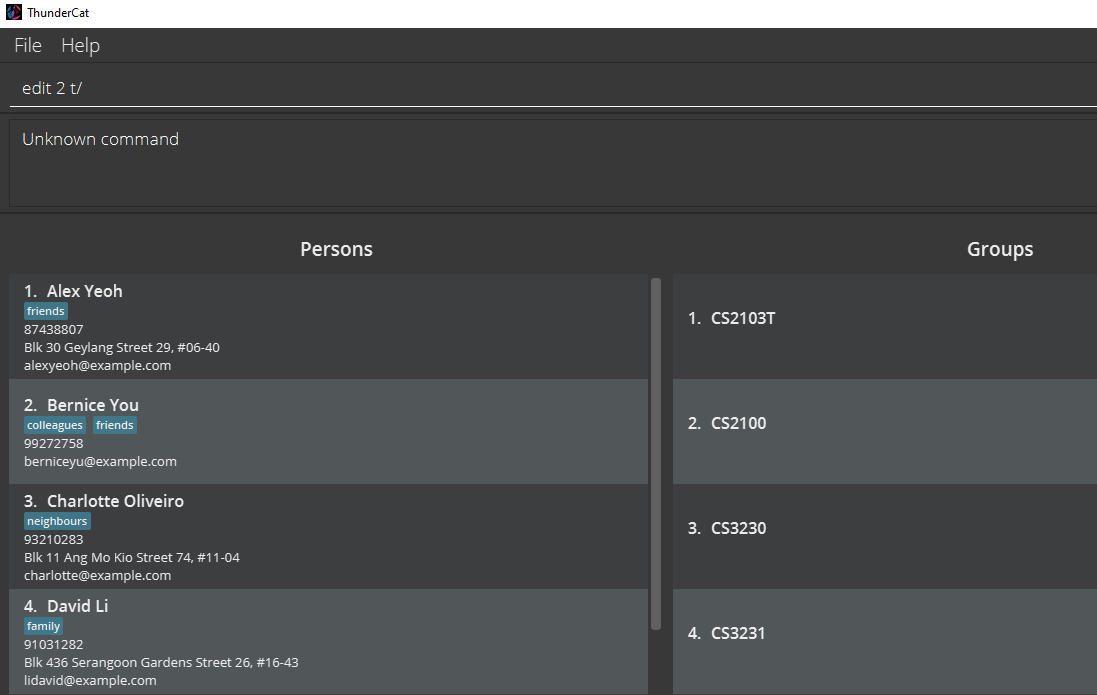 ThunderCat
File Help
edit 2 t/
Unknown command
Persons
1. Alex Yeoh
friends
87438807
Blk 30 Geylang Street 29, #06-40
alexyeoh@example.com
2. Bernice You
colleagues friends
99272758
berniceyu@example.com
3. Charlotte Oliveiro
neighbours
93210283
Blk 11 Ang Mo Kio Street 74, #11-04
charlotte@example.com
4. David Li
family
91031282
Blk 436 Serangoon Gardens Street 26, #16-43
lidavid@example.com
Groups
1. CS2103T
2. CS2100
3. CS3230
4. CS3231